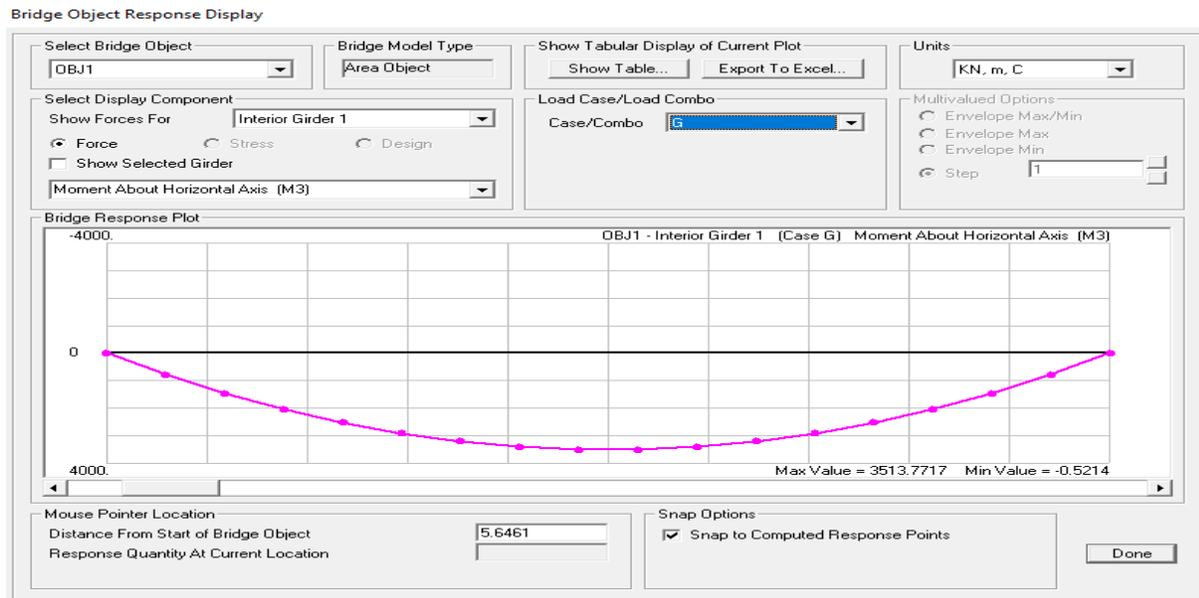 Bridge Object Response Display
Select Bridge Object
OBJ1
Bridge Model Type
Area Object
Show Tabular Display of Current Plot
Show Table...
Export To Excel...
Units
KN, m, C
Select Display Component
Show Forces For
Interior Girder 1
Force
Stress
Design
Show Selected Girder
Moment About Horizontal Axis (M3)
Load Case/Load Combo
Case/Combo
G
Multivalued Options
Envelope Max/Min
Envelope Max
Envelope Min
Step
1
Bridge Response Plot
-4000.
OBJ1 - Interior Girder 1 (Case G) Moment About Horizontal Axis (M3)
0
4000.
Max Value = 3513.7717 Min Value = -0.5214
Mouse Pointer Location
Distance From Start of Bridge Object
5.6461
Response Quantity At Current Location
Snap Options
Snap to Computed Response Points
Done